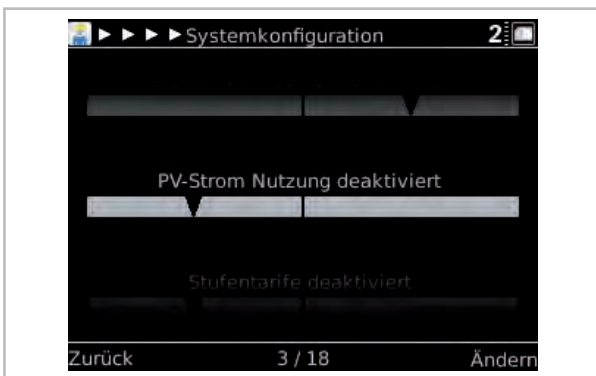 Systemkonfiguration 2
PV-Strom Nutzung deaktiviert
Stufentarife deaktiviert
Zurück 3 / 18 Ändern